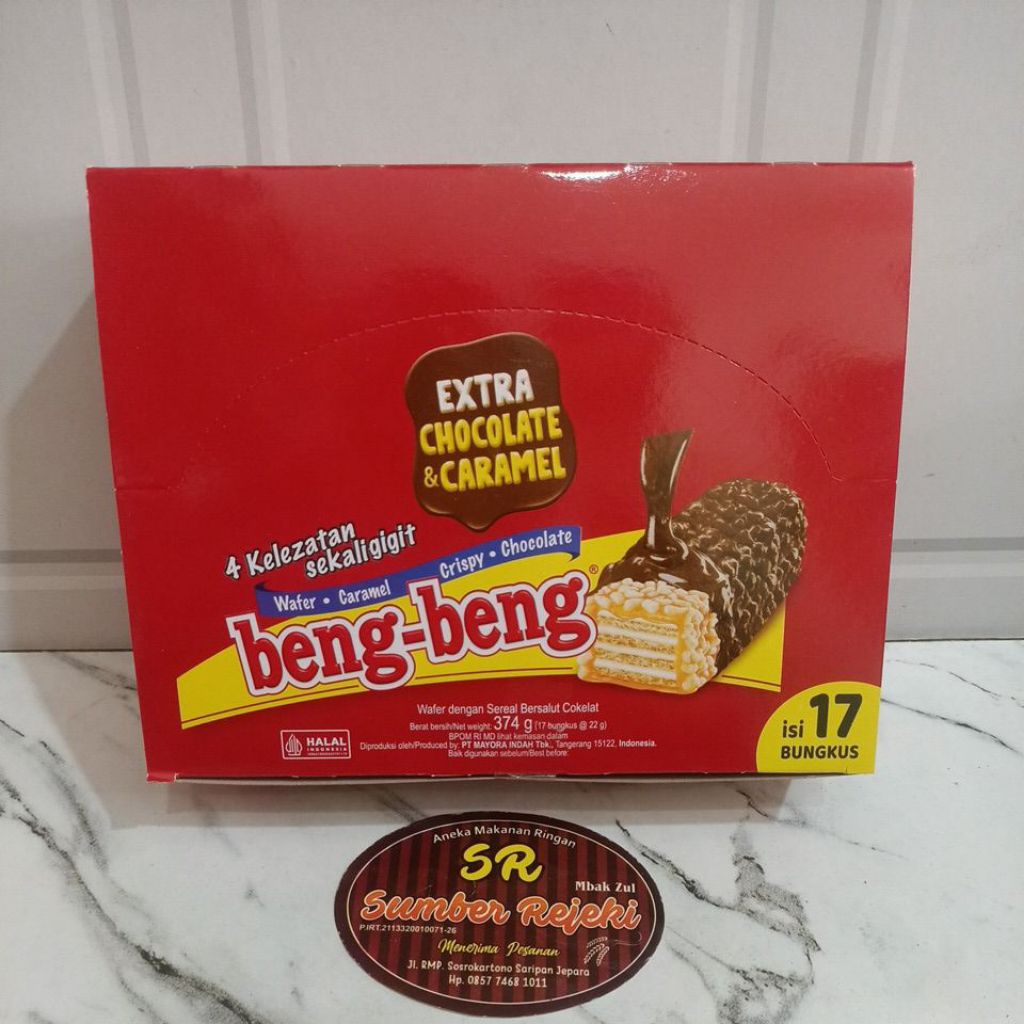 EXTRA
CHOCOLATE
& CARAMEL
4 Kelezatan
sekali gigit
Wafer • Caramel Crispy • Chocolate
beng-beng®
Wafer dengan Sereal Bersalut Cokelat
Berat bersih/Net weight: 374 g (17 bungkus @ 22 g)
BPOM RI MD lihat kemasan dalam
Diproduksi oleh/Produced by: PT MAYORA INDAH Tbk., Tangerang 15122, Indonesia.
Baik digunakan sebelum/Best before:
HALAL
INDONESIA
isi 17
BUNGKUS
Aneka Makanan Ringan
SR
Mbak Zul
Sumber Rejeki
P.IRT.2113320010071-26
Menerima Pesanan
Jl. RMP. Sosrokartono Saripan Jepara
Hp. 0857 7468 1011